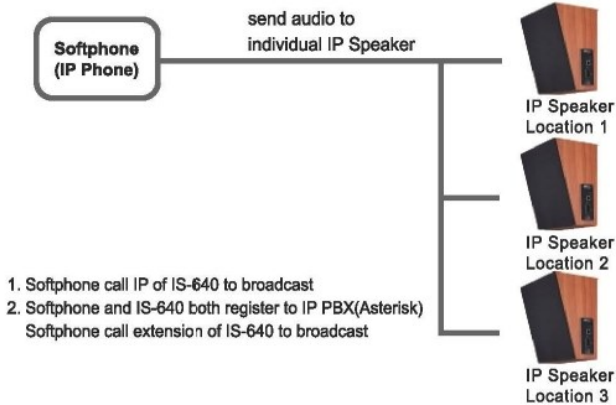 Softphone
(IP Phone)
send audio to
individual IP Speaker
IP Speaker
Location 1
IP Speaker
Location 2
1. Softphone call IP of IS-640 to broadcast
2. Softphone and IS-640 both register to IP PBX(Asterisk)
Softphone call extension of IS-640 to broadcast
IP Speaker
Location 3